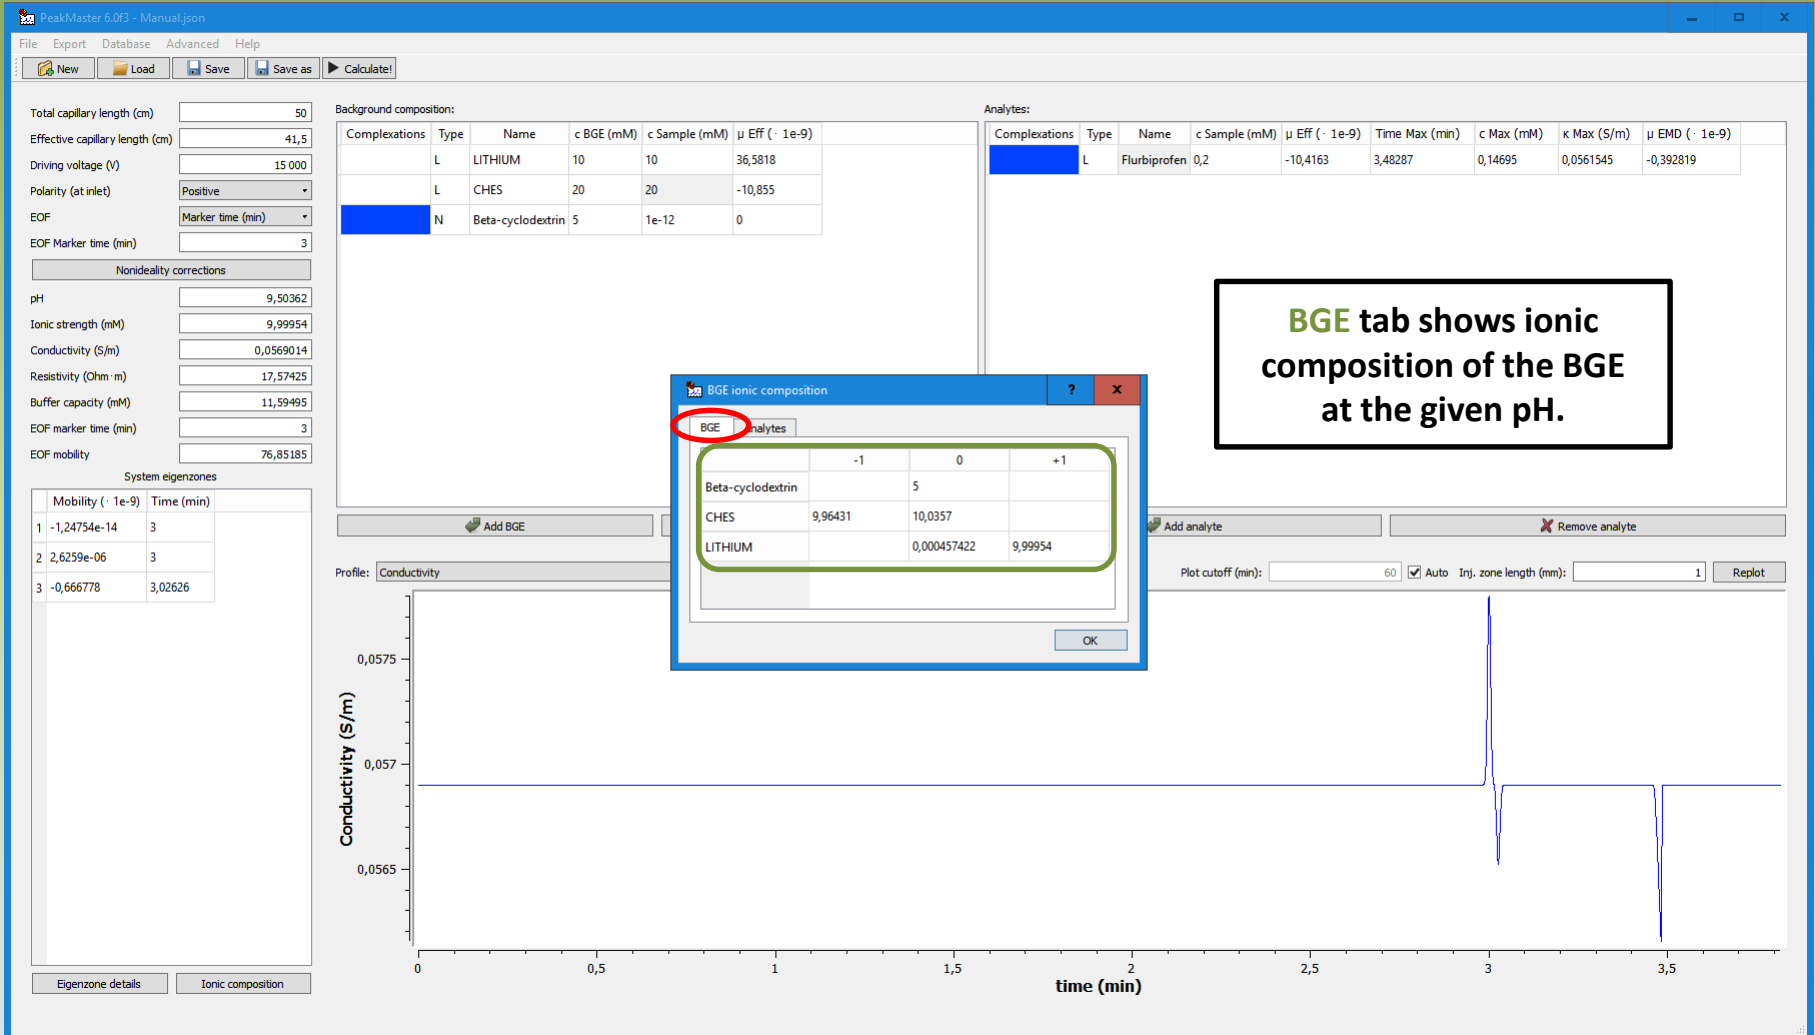 PeakMaster 6.0f3 - Manual.json
File Export Database Advanced Help
New Load Save Save as Calculate!
Total capillary length (cm) 50
Effective capillary length (cm) 41,5
Driving voltage (V) 15 000
Polarity (at inlet) Positive
EOF Marker time (min)
EOF Marker time (min) 3
Nonideality corrections
pH 9,50362
Ionic strength (mM) 9,99954
Conductivity (S/m) 0,0569014
Resistivity (Ohm·m) 17,57425
Buffer capacity (mM) 11,59495
EOF marker time (min) 3
EOF mobility 76,85185
System eigenzones
Mobility (· 1e-9) Time (min)
1 -1,24754e-14 3
2 2,6259e-06 3
3 -0,666778 3,02626
Eigenzone details Ionic composition
Background composition:
Complexations Type Name c BGE (mM) c Sample (mM) µ Eff (· 1e-9)
L LITHIUM 10 10 36,5818
L CHES 20 20 -10,855
N Beta-cyclodextrin 5 1e-12 0
Add BGE
Analytes:
Complexations Type Name c Sample (mM) µ Eff (· 1e-9) Time Max (min) c Max (mM) κ Max (S/m) µ EMD (· 1e-9)
L Flurbiprofen 0,2 -10,4163 3,48287 0,14695 0,0561545 -0,392819
BGE tab shows ionic
composition of the BGE
at the given pH.
Add analyte Remove analyte
BGE ionic composition ? x
BGE nalytes
-1 0 +1
Beta-cyclodextrin 5
CHES 9,96431 10,0357
LITHIUM 0,000457422 9,99954
OK
Profile: Conductivity
Plot cutoff (min): 60 Auto Inj. zone length (mm): 1 Replot
Conductivity (S/m)
0,0575
0,057
0,0565
0 0,5 1 1,5 2 2,5 3 3,5
time (min)